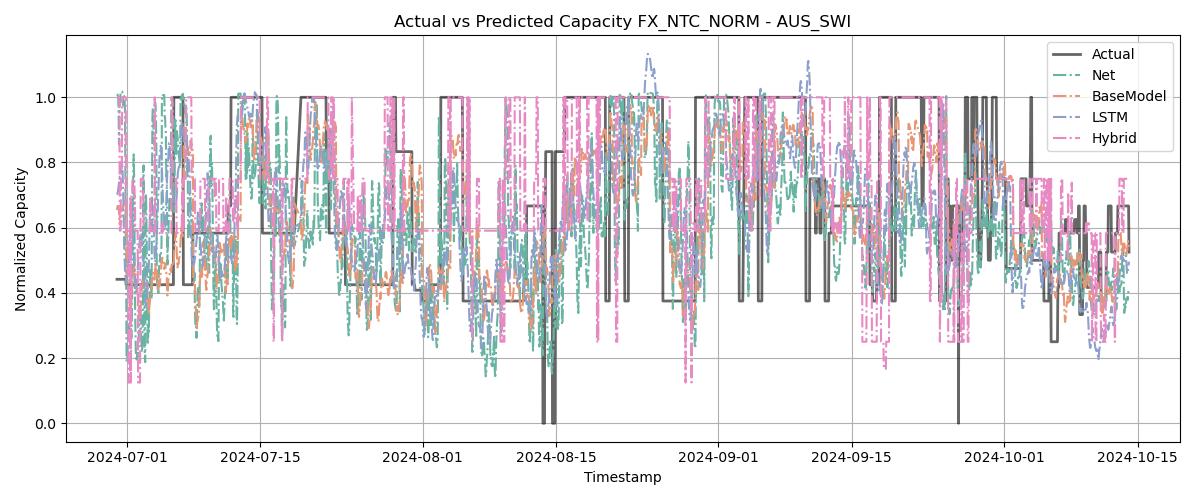 Actual vs Predicted Capacity FX_NTC_NORM - AUS_SWI
Normalized Capacity
1.0
0.8
0.6
0.4
0.2
0.0
Actual
Net
BaseModel
LSTM
Hybrid
2024-07-01
2024-07-15
2024-08-01
2024-08-15
2024-09-01
2024-09-15
2024-10-01
2024-10-15
Timestamp